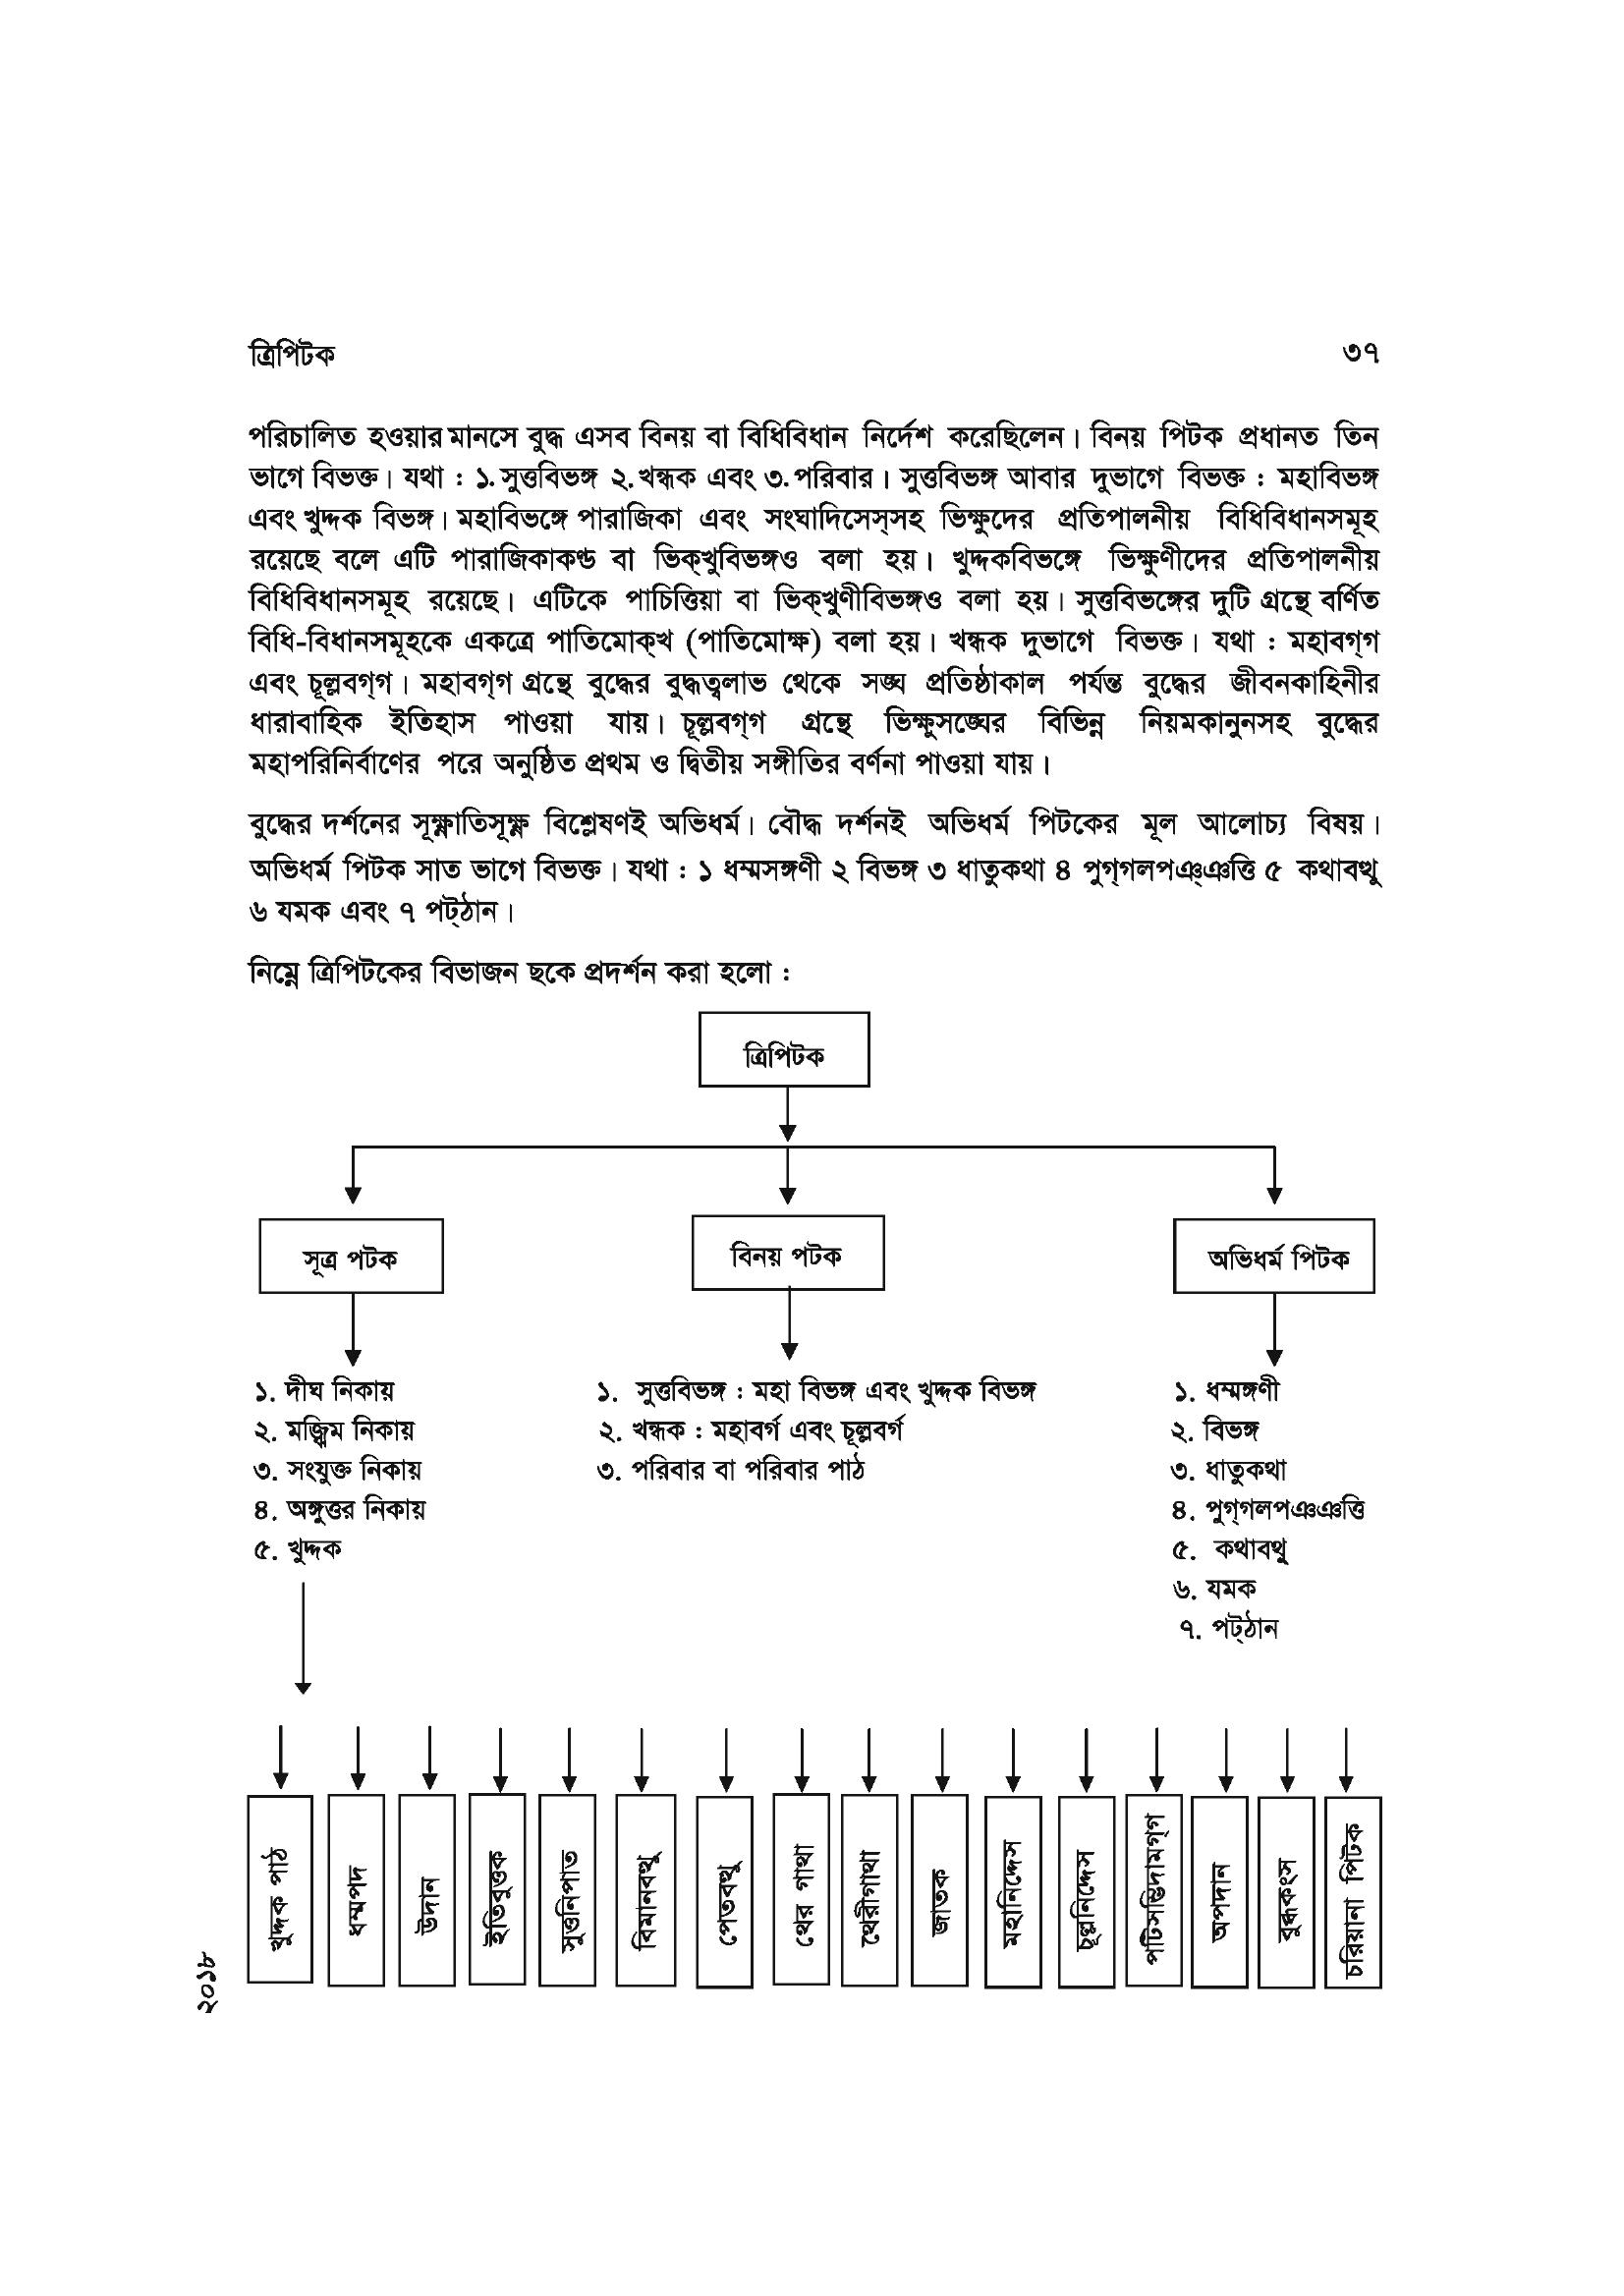 ত্রিপিটক ৩৭
পরিচালিত হওয়ার মানসে বুদ্ধ এসব বিনয় বা বিধিবিধান নির্দেশ করেছিলেন। বিনয় পিটক প্রধানত তিন
ভাগে বিভক্ত। যথা : ১. সুত্তবিভঙ্গ ২. খন্ধক এবং ৩. পরিবার। সুত্তবিভঙ্গ আবার দুভাগে বিভক্ত : মহাবিভঙ্গ
এবং খুদ্দক বিভঙ্গ। মহাবিভঙ্গে পারাজিকা এবং সংঘাদিসেস্সহ ভিক্ষুদের প্রতিপালনীয় বিধিবিধানসমূহ
রয়েছে বলে এটি পারাজিকাকণ্ড বা ভিক্‌খুবিভঙ্গও বলা হয়। খুদ্দকবিভঙ্গে ভিক্ষুণীদের প্রতিপালনীয়
বিধিবিধানসমূহ রয়েছে। এটিকে পাচিত্তিয়া বা ভিক্‌খুণীবিভঙ্গও বলা হয়। সুত্তবিভঙ্গের দুটি গ্রন্থে বর্ণিত
বিধি-বিধানসমূহকে একত্রে পাতিমোক্‌খ (পাতিমোক্ষ) বলা হয়। খন্ধক দুভাগে বিভক্ত। যথা : মহাবগ্‌গ
এবং চূল্লবগ্‌গ। মহাবগ্‌গ গ্রন্থে বুদ্ধের বুদ্ধত্বলাভ থেকে সঙ্ঘ প্রতিষ্ঠাকাল পর্যন্ত বুদ্ধের জীবনকাহিনীর
ধারাবাহিক ইতিহাস পাওয়া যায়। চূল্লবগ্‌গ গ্রন্থে ভিক্ষুসঙ্ঘের বিভিন্ন নিয়মকানুনসহ বুদ্ধের
মহাপরিনির্বাণের পরে অনুষ্ঠিত প্রথম ও দ্বিতীয় সঙ্গীতির বর্ণনা পাওয়া যায়।
বুদ্ধের দর্শনের সূক্ষ্ণাতিসূক্ষ্ণ বিশ্লেষণই অভিধর্ম। বৌদ্ধ দর্শনই অভিধর্ম পিটকের মূল আলোচ্য বিষয়।
অভিধর্ম পিটক সাত ভাগে বিভক্ত। যথা : ১ ধম্মসঙ্গণী ২ বিভঙ্গ ৩ ধাতুকথা ৪ পুগ্‌গলপঞ্‌ঞত্তি ৫ কথাবত্থু
৬ যমক এবং ৭ পট্‌ঠান।
নিম্নে ত্রিপিটকের বিভাজন ছকে প্রদর্শন করা হলো :
ত্রিপিটক
সূত্র পটক
বিনয় পটক
অভিধর্ম পিটক
১. দীঘ নিকায়
২. মজ্ঝিম নিকায়
৩. সংযুক্ত নিকায়
৪. অঙ্গুত্তর নিকায়
৫. খুদ্দক
১. সুত্তবিভঙ্গ : মহা বিভঙ্গ এবং খুদ্দক বিভঙ্গ
২. খন্ধক : মহাবর্গ এবং চূল্লবর্গ
৩. পরিবার বা পরিবার পাঠ
১. ধম্মঙ্গণী
২. বিভঙ্গ
৩. ধাতুকথা
৪. পুগ্‌গলপঞঞত্তি
৫. কথাবথু
৬. যমক
৭. পট্‌ঠান
খুদ্দক পাঠ
ধম্মপদ
উদান
ইতিবুত্তক
সুত্তনিপাত
বিমানবত্থু
পেতবত্থু
থের গাথা
থেরীগাথা
জাতক
মহানিদ্দেস
চূল্লনিদ্দেস
পটিসম্ভিদামগ্‌গ
অপদান
বুদ্ধকংস
চরিয়ানা পিটক
২০১৮